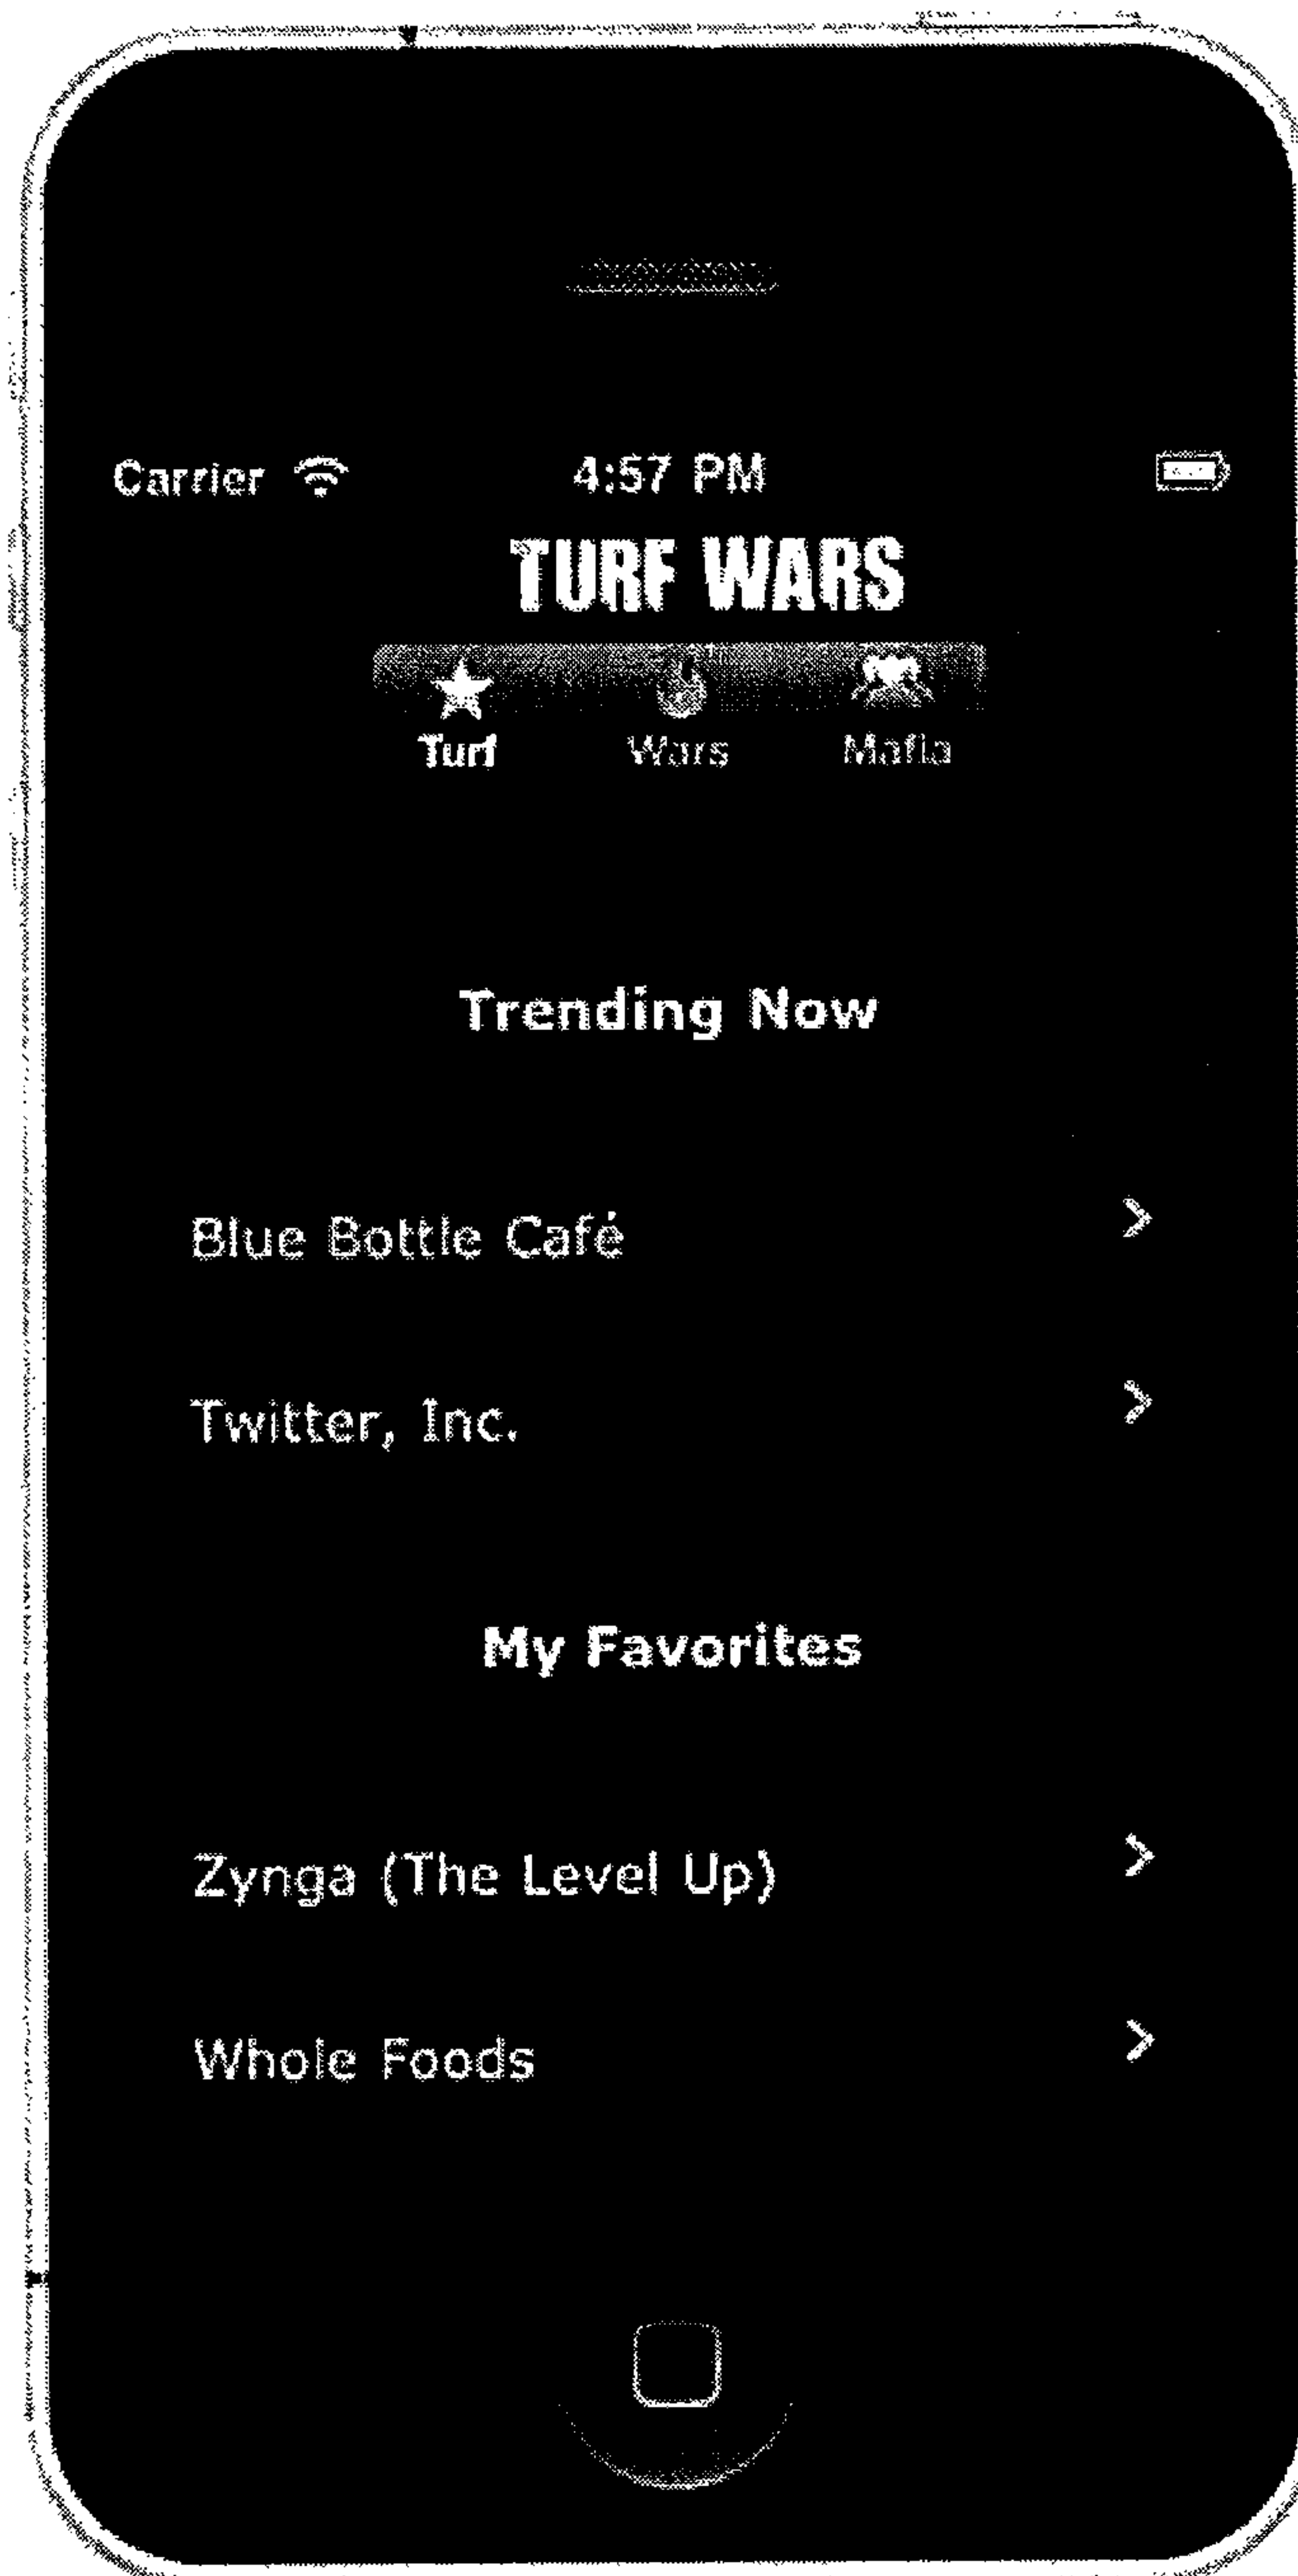 Carrier 4:57 PM
TURF WARS
Turf Wars Mafia
Trending Now
Blue Bottle Café
Twitter, Inc.
My Favorites
Zynga (The Level Up)
Whole Foods